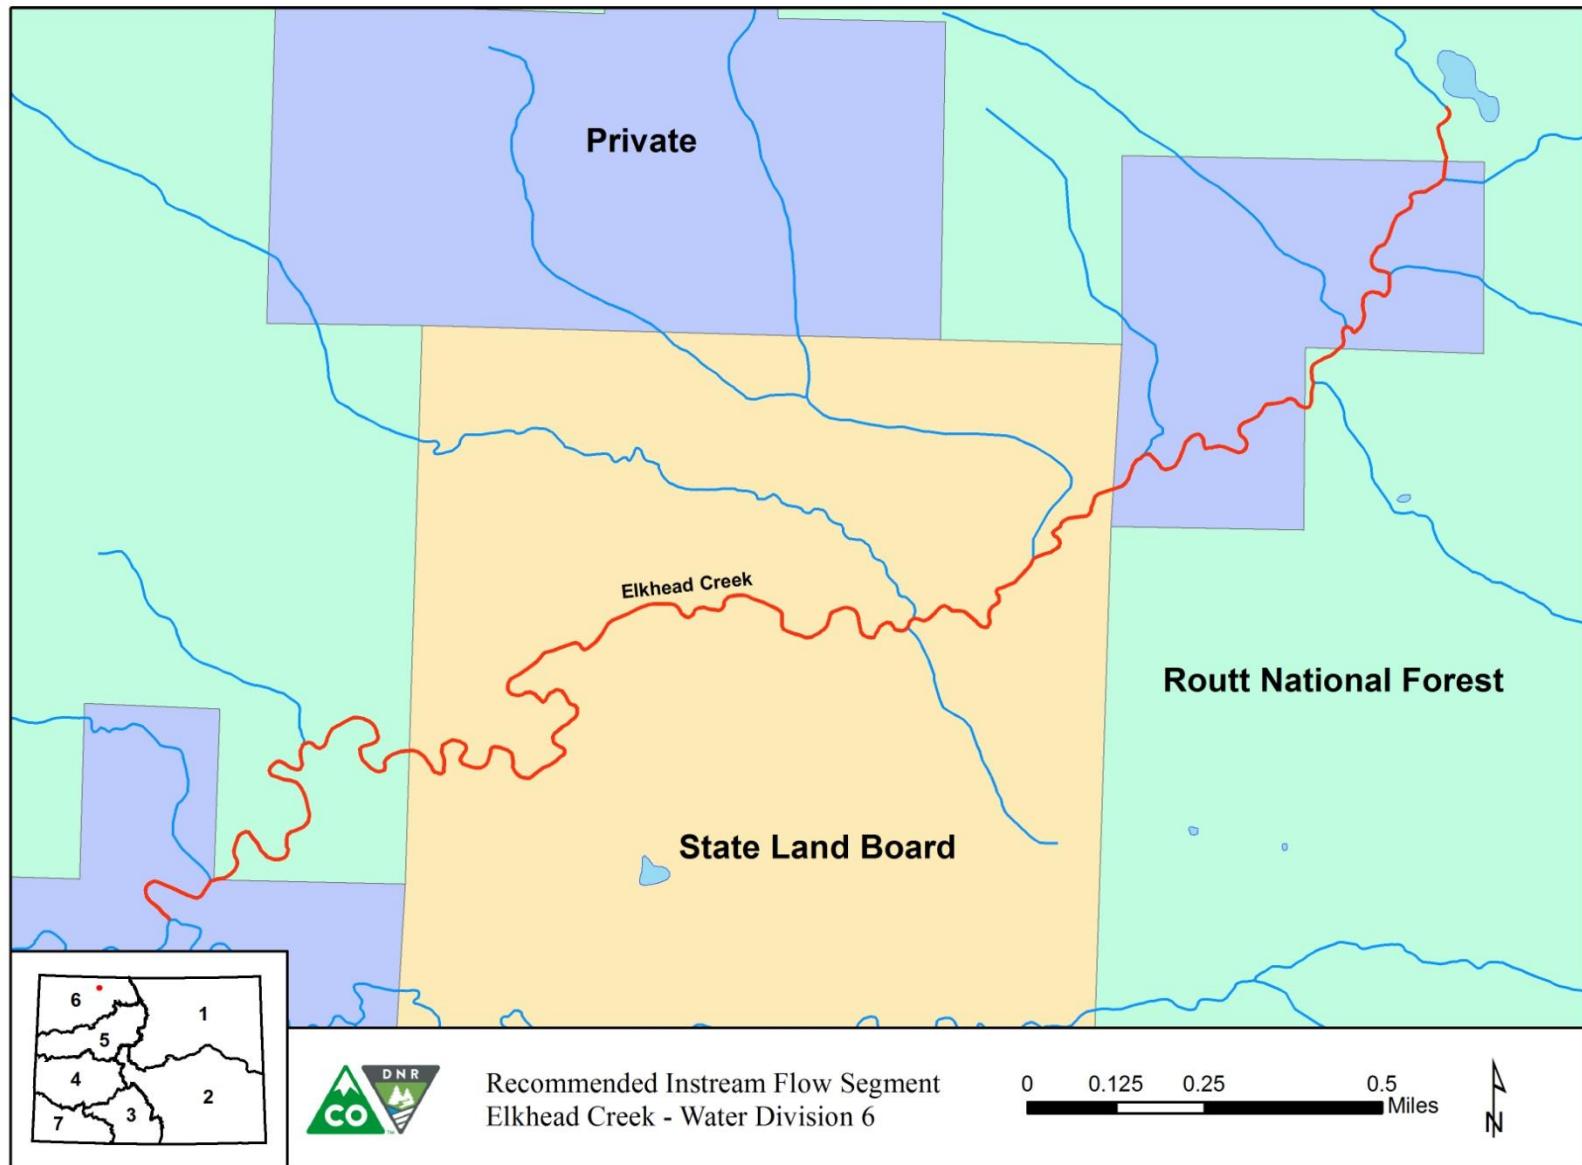 Private
Elkhead Creek
Routt National Forest
State Land Board
6
1
5
4
2
3
7
CO
DNR
Recommended Instream Flow Segment
Elkhead Creek - Water Division 6
0 0.125 0.25 0.5
Miles
N